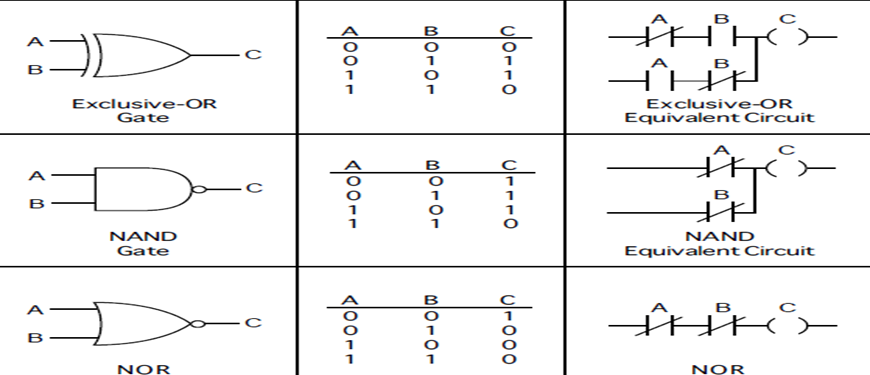 A
B
C
Exclusive-OR
Gate
A B C
0 0 0
0 1 1
1 0 1
1 1 0
A B C
A B
Exclusive-OR
Equivalent Circuit
A
B
C
NAND
Gate
A B C
0 0 1
0 1 1
1 0 1
1 1 0
A C
B
NAND
Equivalent Circuit
A
B
C
NOR
A B C
0 0 1
0 1 0
1 0 0
1 1 0
A B C
NOR